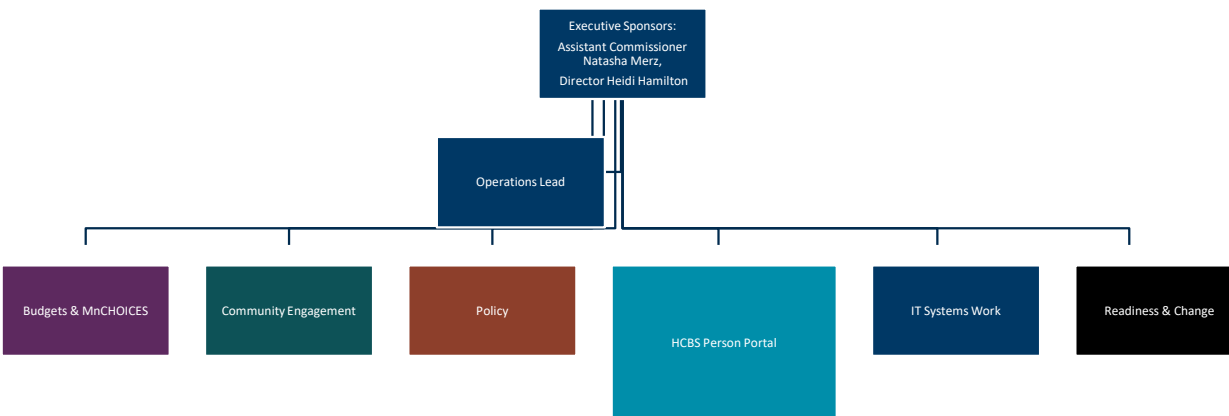 Executive Sponsors:
Assistant Commissioner
Natasha Merz,
Director Heidi Hamilton
Operations Lead
Budgets & MnCHOICES
Community Engagement
Policy
HCBS Person Portal
IT Systems Work
Readiness & Change